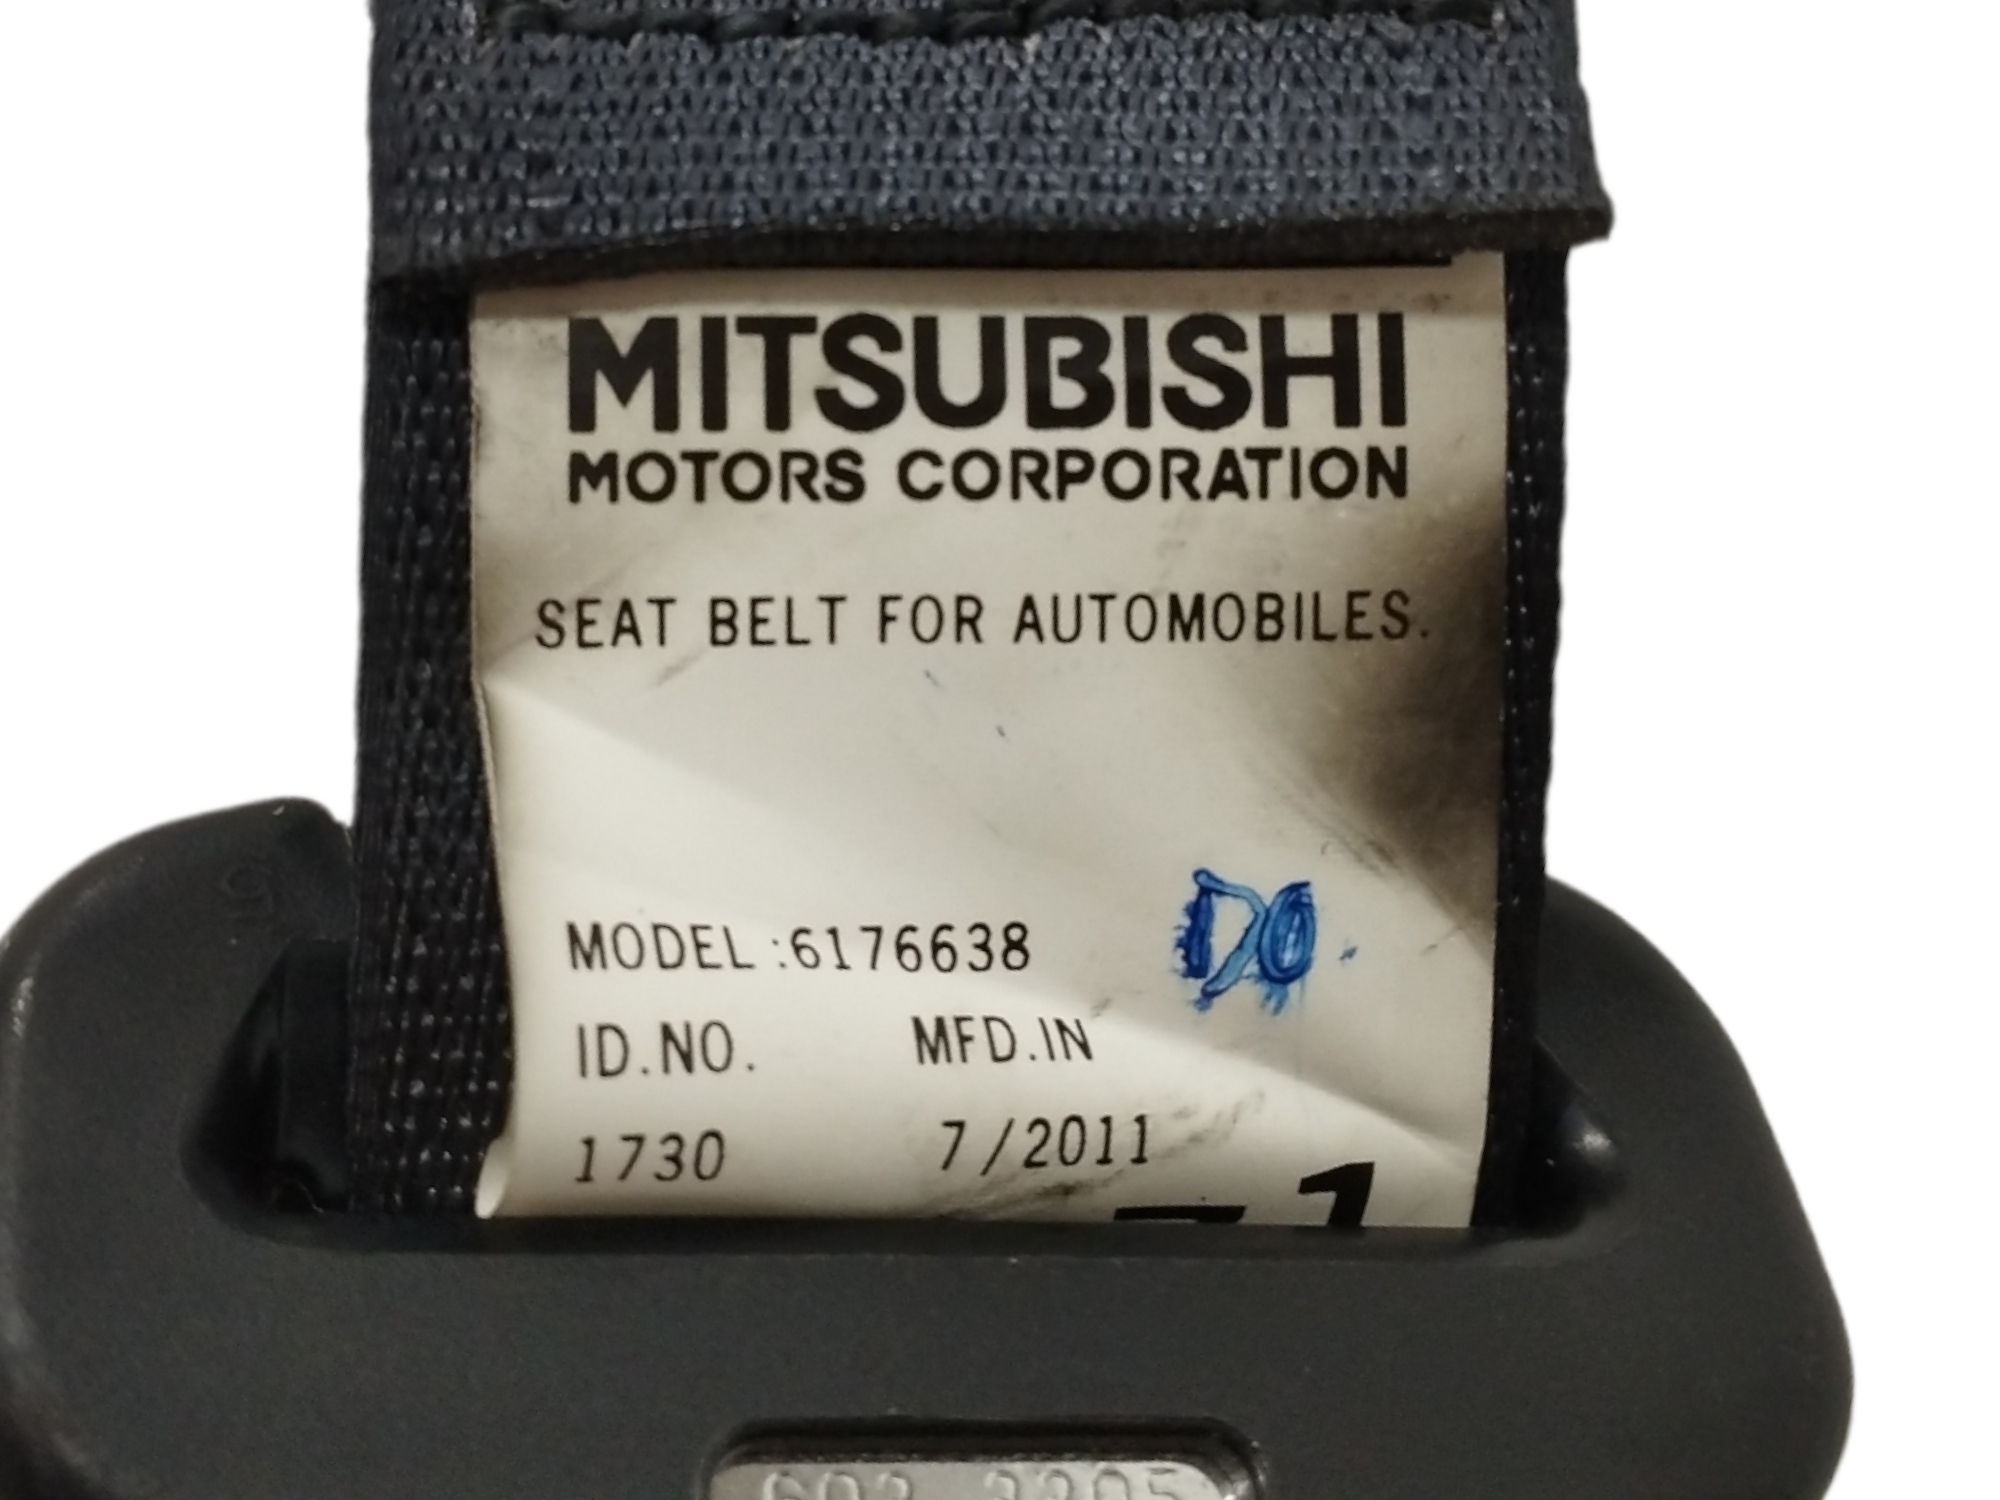 MITSUBISHI
MOTORS CORPORATION
SEAT BELT FOR AUTOMOBILES.
MODEL :6176638
ID.NO. MFD.IN
1730 7/2011